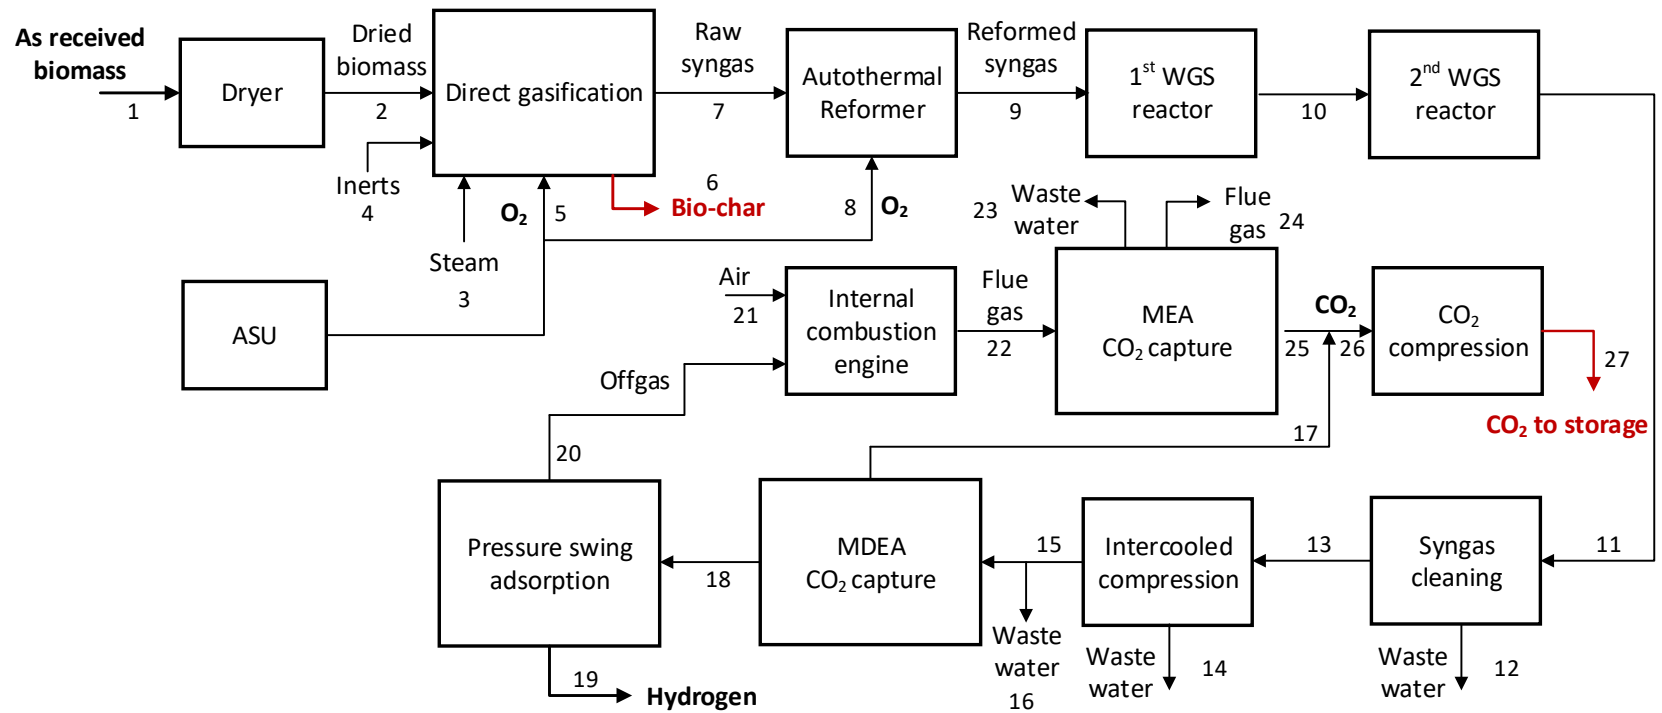 As received
biomass
1
Dryer
Dried
biomass
2
Direct gasification
Raw
syngas
7
Autothermal
Reformer
Reformed
syngas
9
1st WGS
reactor
10
2nd WGS
reactor
Inerts
4
Steam
3
O2
5
6
Bio-char
8
O2
23
Waste
water
Flue
gas
24
ASU
Air
21
Internal
combustion
engine
Flue
gas
22
MEA
CO2 capture
CO2
25
26
CO2
compression
27
CO2 to storage
Offgas
20
17
Pressure swing
adsorption
18
MDEA
CO2 capture
15
Intercooled
compression
13
Syngas
cleaning
11
Waste
water
16
Waste
water
14
Waste
water
12
19
Hydrogen